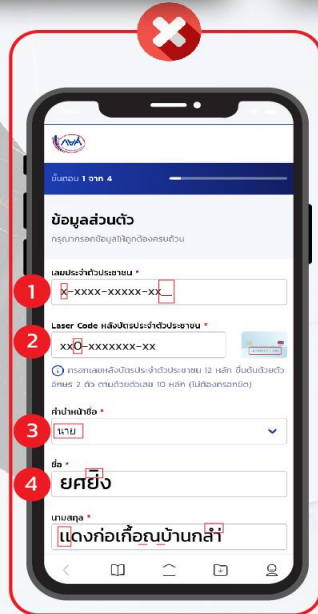 ขั้นตอน 1 จาก 4
ข้อมูลส่วนตัว
กรุณากรอกข้อมูลให้ถูกต้องครบถ้วน
เลขประจำตัวประชาชน *
1
x-xxxx-xxxxx-xx_
Laser Code หลังบัตรประจำตัวประชาชน *
2
xxO-xxxxxxx-xx
กรอกเลขหลังบัตรประจำตัวประชาชน 12 หลัก ขึ้นต้นด้วยตัว
อักษร 2 ตัว ตามด้วยตัวเลข 10 หลัก (ไม่ต้องกรอกขีด)
คำนำหน้าชื่อ *
3
นาย
ชื่อ *
4
ยศยิ่ง
นามสกุล *
เเดงก่อเกื้อณบ้านกลำ่